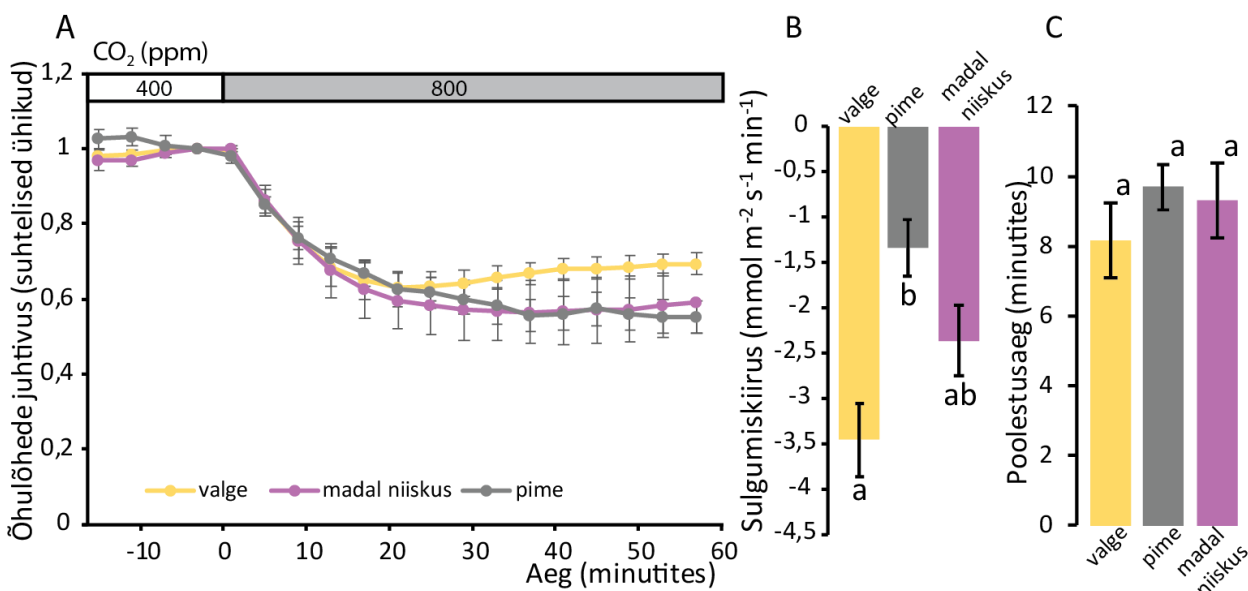 A
CO₂ (ppm)
400
800
Õhulõhede juhtivus (suhtelised ühikud)
1,2
1
0,8
0,6
0,4
0,2
0
valge
madal niiskus
pime
-10
0
10
20
30
40
50
60
Aeg (minutites)
B
valge
pime
madal
niiskus
Sulgumiskiirus (mmol m⁻² s⁻¹ min⁻¹)
0
-0,5
-1
-1,5
-2
-2,5
-3
-3,5
-4
-4,5
a
b
ab
C
Poolestusaeg (minutites)
12
10
8
6
4
2
0
a
a
a
valge
pime
madal
niiskus